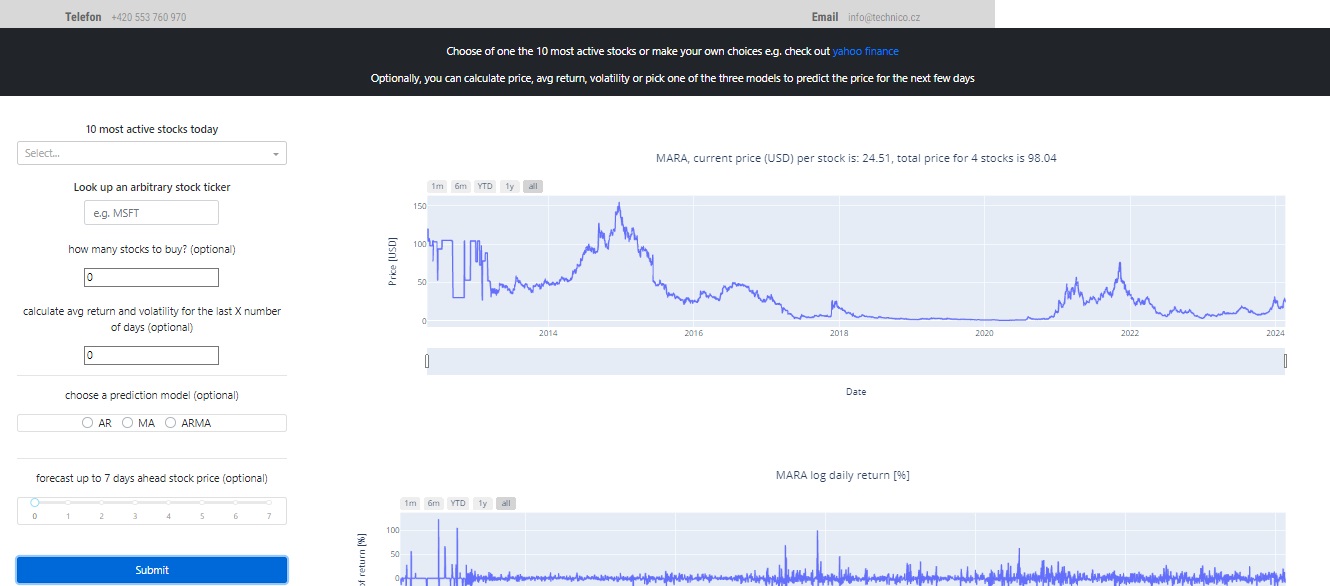 Telefon +420 553 760 970 Email info@technico.cz
Choose of one the 10 most active stocks or make your own choices e.g. check out yahoo finance
Optionally, you can calculate price, avg return, volatility or pick one of the three models to predict the price for the next few days
10 most active stocks today
Select...
Look up an arbitrary stock ticker
e.g. MSFT
how many stocks to buy? (optional)
0
calculate avg return and volatility for the last X number
of days (optional)
0
choose a prediction model (optional)
AR MA ARMA
forecast up to 7 days ahead stock price (optional)
0 1 2 3 4 5 6 7
Submit
MARA, current price (USD) per stock is: 24.51, total price for 4 stocks is 98.04
1m 6m YTD 1y all
Price [USD]
150
100
50
0
2014 2016 2018 2020 2022 2024
Date
MARA log daily return [%]
1m 6m YTD 1y all
return [%]
100
50
0